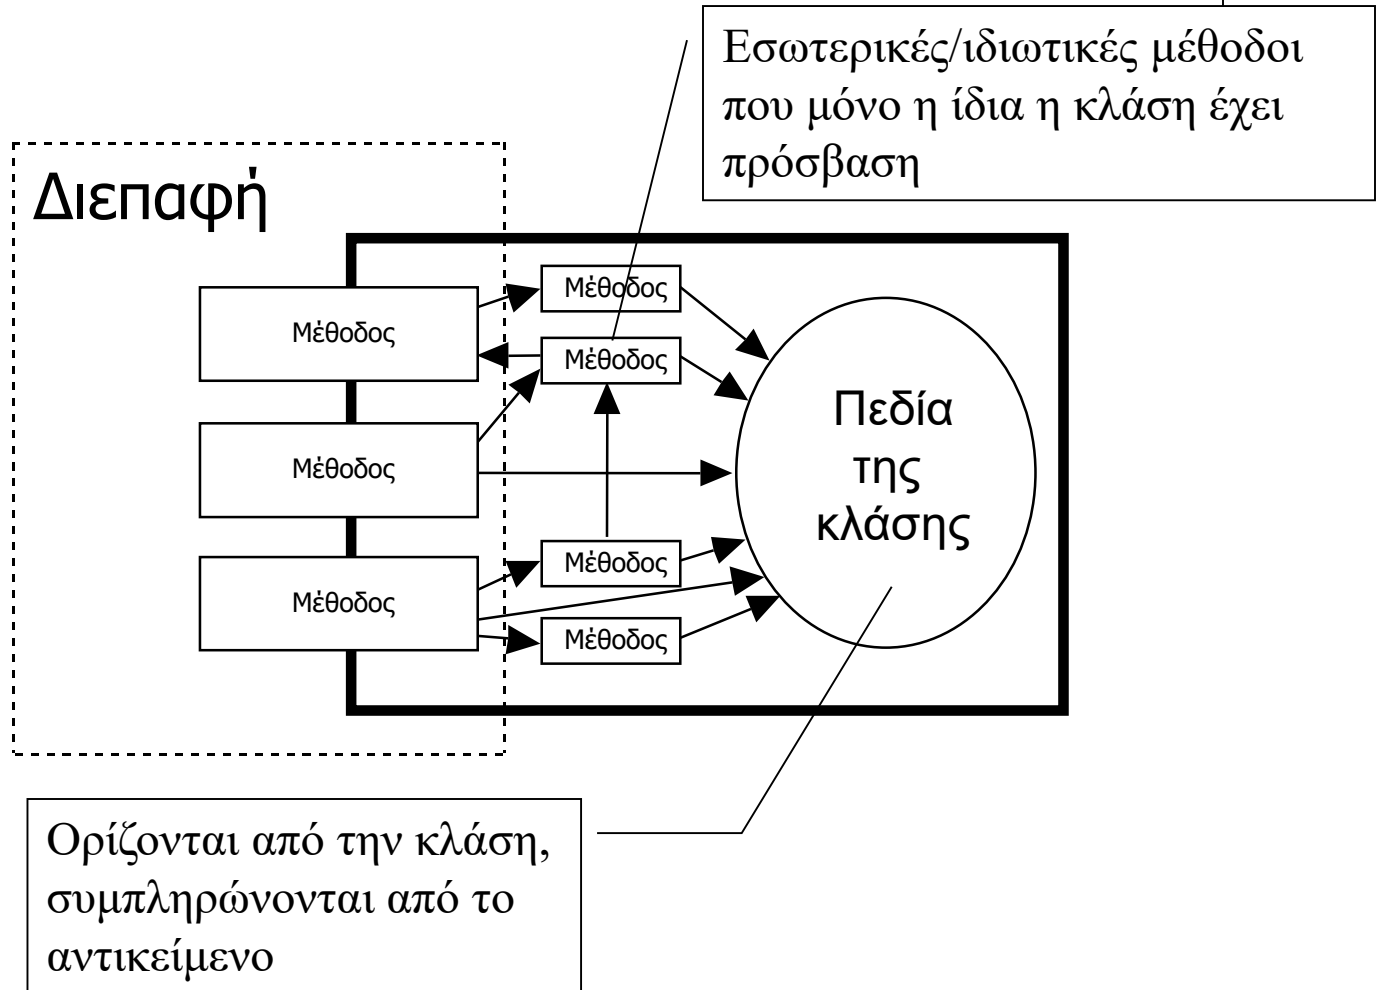 Εσωτερικές/ιδιωτικές μέθοδοι
που μόνο η ίδια η κλάση έχει
πρόσβαση
Διεπαφή
Μέθοδος
Μέθοδος
Μέθοδος
Μέθοδος
Μέθοδος
Μέθοδος
Μέθοδος
Πεδία
της
κλάσης
Ορίζονται από την κλάση,
συμπληρώνονται από το
αντικείμενο